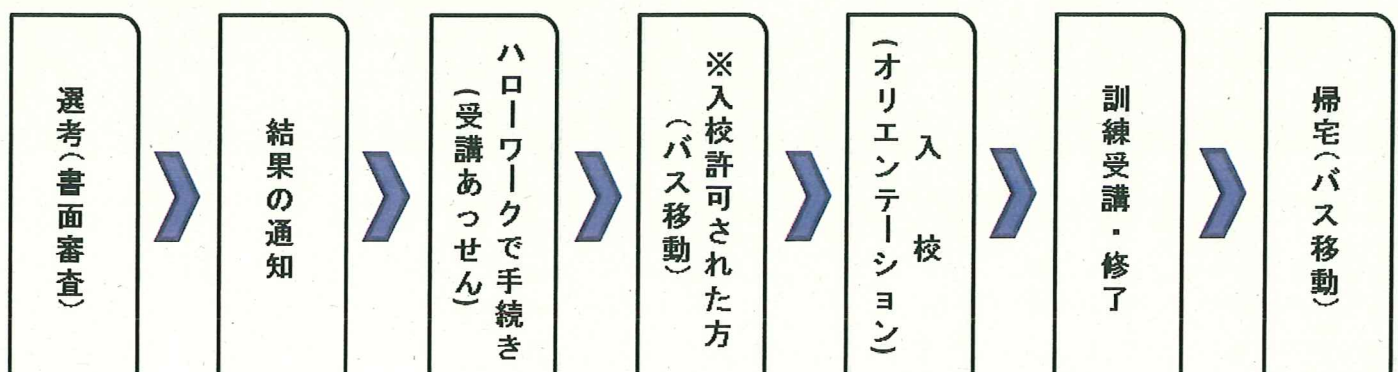 選考（書面審査）
結果の通知
ハローワークで手続き
（受講あっせん）
※入校許可された方
（バス移動）
入校
（オリエンテーション）
訓練受講・修了
帰宅（バス移動）